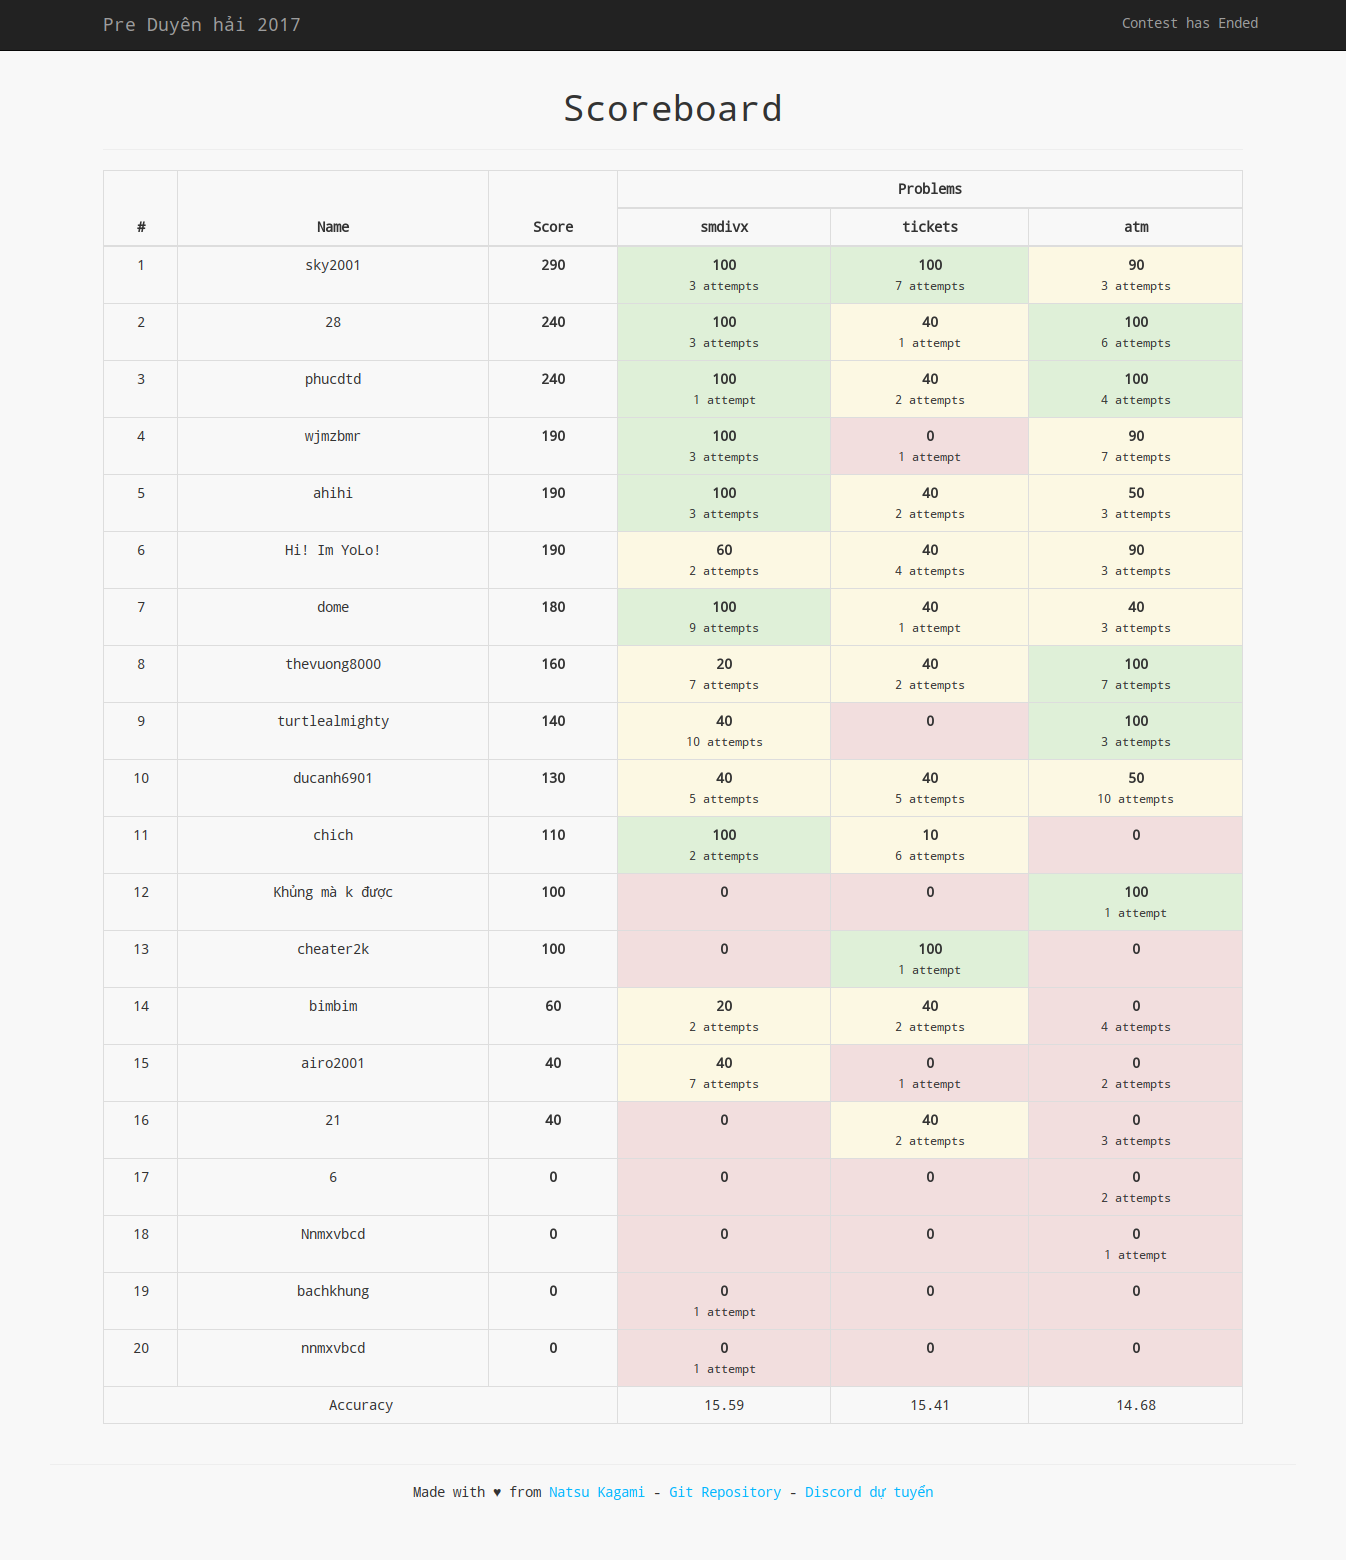 Pre Duyên hải 2017 Contest has Ended
Scoreboard
Problems
# Name Score smdivx tickets atm
1 sky2001 290 100 100 90
3 attempts 7 attempts 3 attempts
2 28 240 100 40 100
3 attempts 1 attempt 6 attempts
3 phucdtd 240 100 40 100
1 attempt 2 attempts 4 attempts
4 wjmzbmr 190 100 0 90
3 attempts 1 attempt 7 attempts
5 ahihi 190 100 40 50
3 attempts 2 attempts 3 attempts
6 Hi! Im YoLo! 190 60 40 90
2 attempts 4 attempts 3 attempts
7 dome 180 100 40 40
9 attempts 1 attempt 3 attempts
8 thevuong8000 160 20 40 100
7 attempts 2 attempts 7 attempts
9 turtlealmighty 140 40 0 100
10 attempts 3 attempts
10 ducanh6901 130 40 40 50
5 attempts 5 attempts 10 attempts
11 chich 110 100 10 0
2 attempts 6 attempts
12 Khủng mà k được 100 0 0 100
1 attempt
13 cheater2k 100 0 100 0
1 attempt
14 bimbim 60 20 40 0
2 attempts 2 attempts 4 attempts
15 airo2001 40 40 0 0
7 attempts 1 attempt 2 attempts
16 21 40 0 40 0
2 attempts 3 attempts
17 6 0 0 0 0
2 attempts
18 Nnmxvbcd 0 0 0 0
1 attempt
19 bachkhung 0 0 0 0
1 attempt
20 nnmxvbcd 0 0 0 0
1 attempt
Accuracy 15.59 15.41 14.68
Made with ♥ from Natsu Kagami - Git Repository - Discord dự tuyển